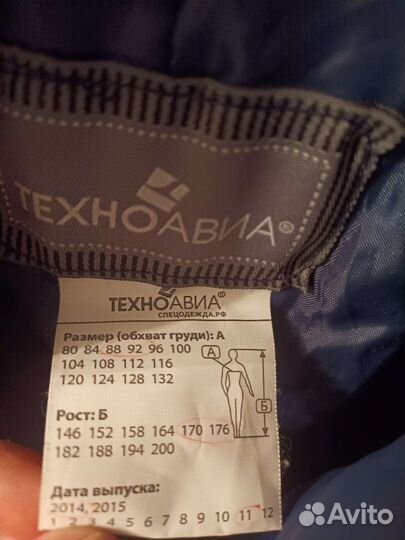 ТЕХНОАВИА®
ТЕХНОАВИА®
СПЕЦОДЕЖДА.РФ
Размер (обхват груди): А
80 84 88 92 96 100
104 108 112 116
120 124 128 132
А
Б
Рост: Б
146 152 158 164 170 176
182 188 194 200
Дата выпуска:
2014, 2015
1 2 3 4 5 6 7 8 9 10 11 12
Avito